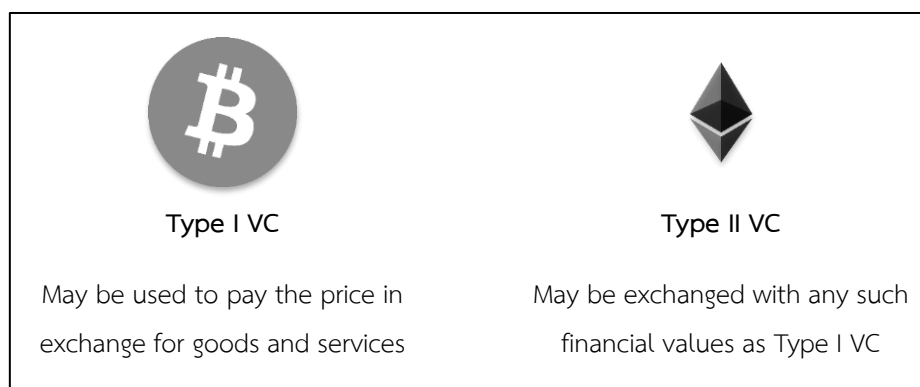 Type I VC
May be used to pay the price in
exchange for goods and services
Type II VC
May be exchanged with any such
financial values as Type I VC